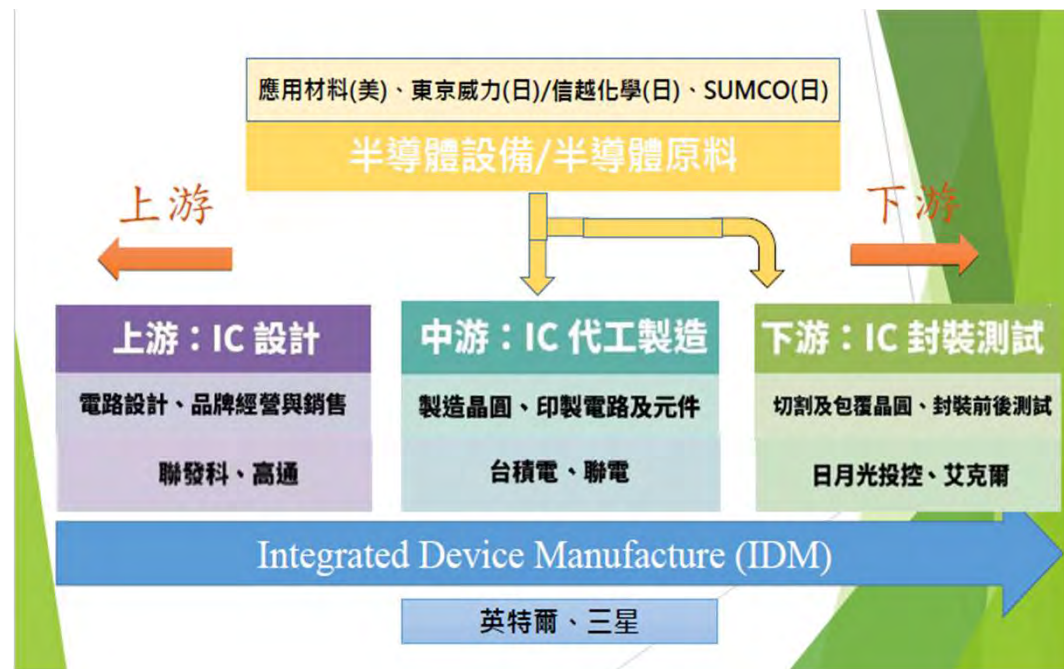 應用材料(美)、東京威力(日)/信越化學(日)、SUMCO(日)
半導體設備/半導體原料
上游
下游
上游：IC 設計
電路設計、品牌經營與銷售
聯發科、高通
中游：IC 代工製造
製造晶圓、印製電路及元件
台積電、聯電
下游：IC 封裝測試
切割及包覆晶圓、封裝前後測試
日月光投控、艾克爾
Integrated Device Manufacture (IDM)
英特爾、三星